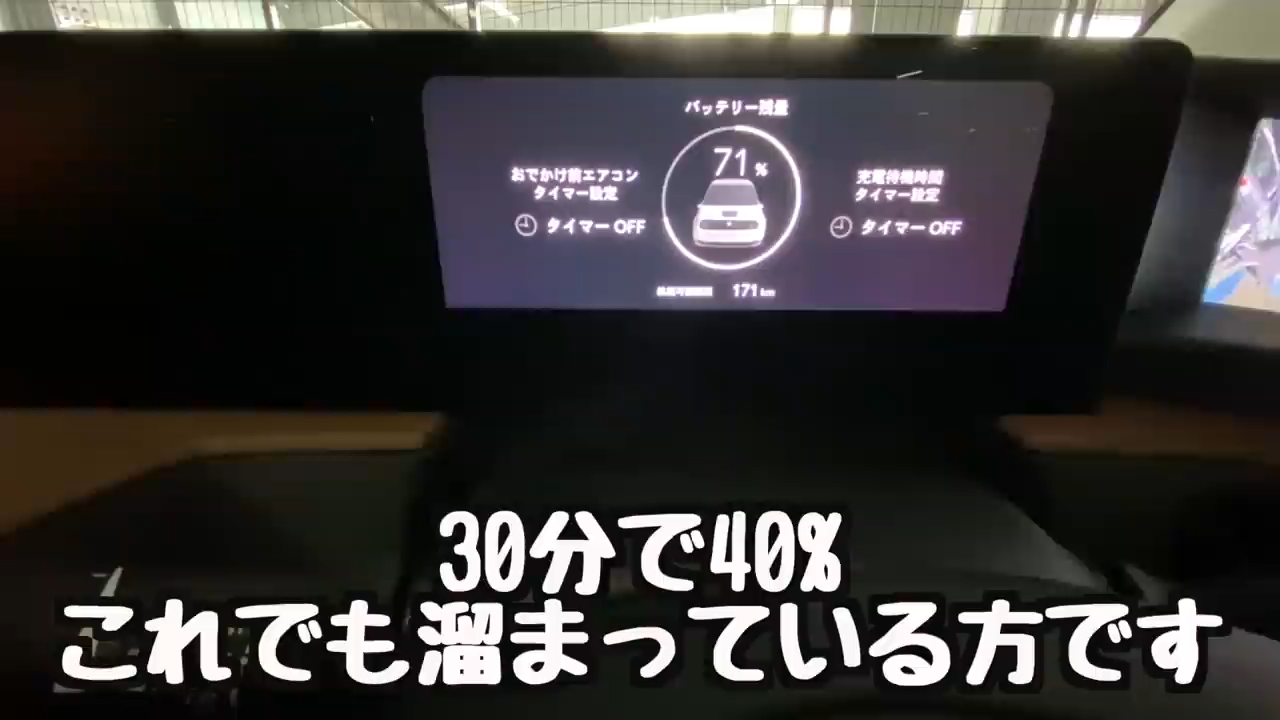 バッテリー残量
71%
おでかけ前エアコン
タイマー設定
タイマー OFF
充電待機時間
タイマー設定
タイマー OFF
171 km
30分で40%
これでも溜まっている方です